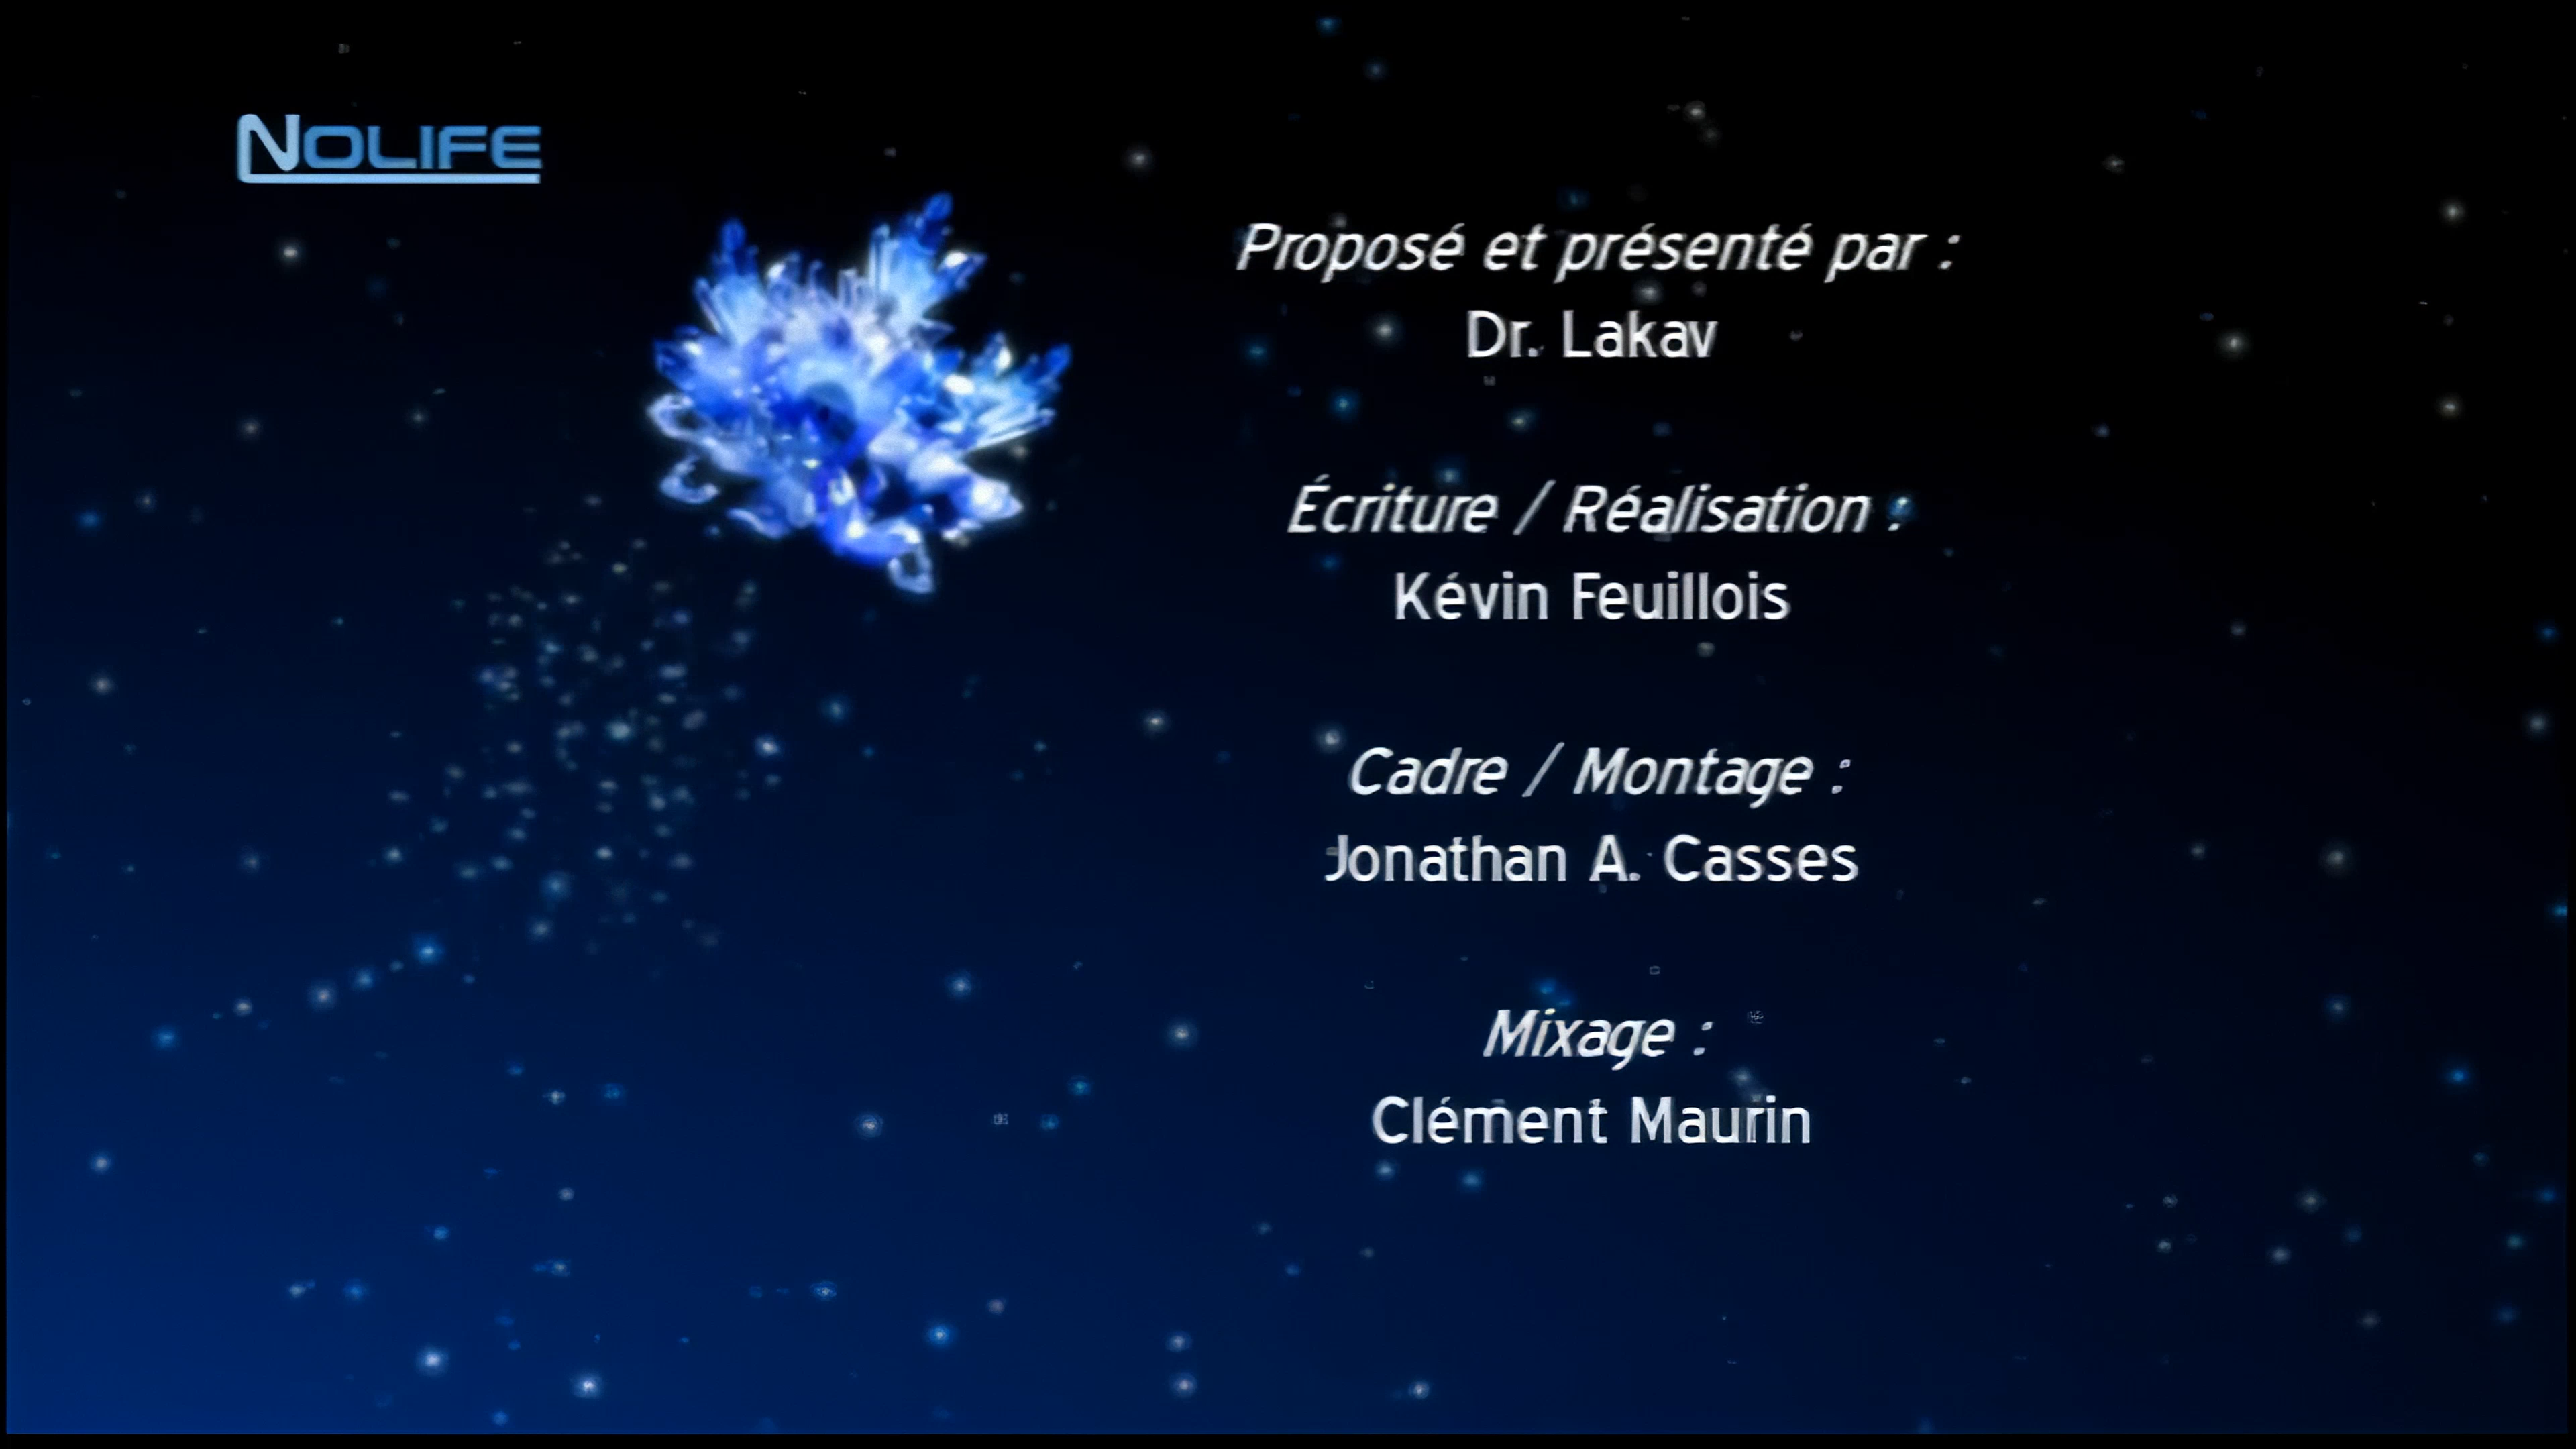 NOLIFE
Proposé et présenté par :
Dr. Lakav
Écriture / Réalisation :
Kévin Feuillois
Cadre / Montage :
Jonathan A. Casses
Mixage :
Clément Maurin